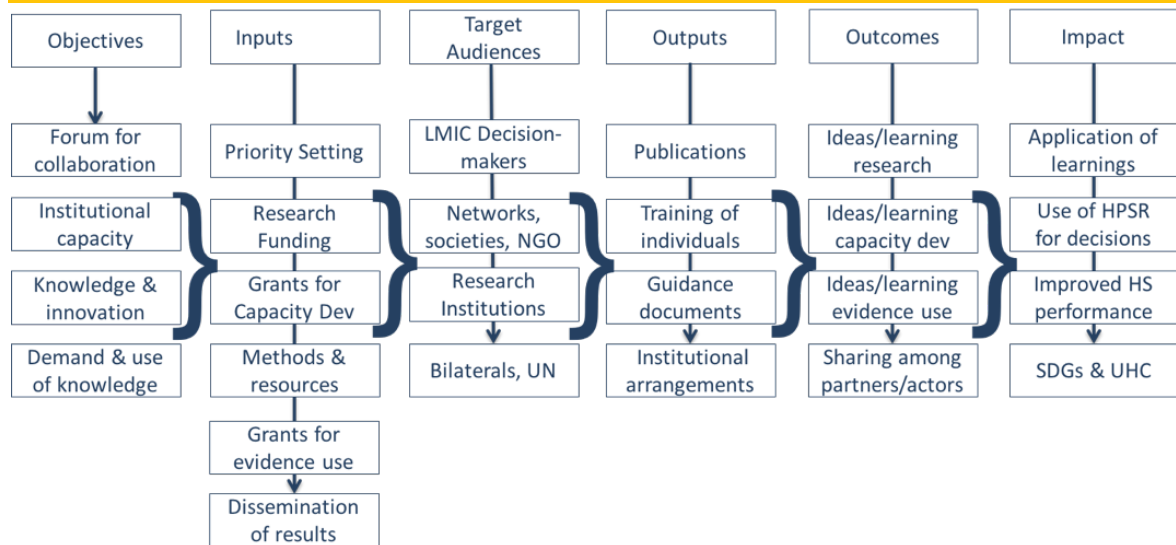 Objectives
Forum for
collaboration
Institutional
capacity
Knowledge &
innovation
Demand & use
of knowledge
Inputs
Priority Setting
Research
Funding
Grants for
Capacity Dev
Methods &
resources
Grants for
evidence use
Dissemination
of results
Target
Audiences
LMIC Decision-
makers
Networks,
societies, NGO
Research
Institutions
Bilaterals, UN
Outputs
Publications
Training of
individuals
Guidance
documents
Institutional
arrangements
Outcomes
Ideas/learning
research
Ideas/learning
capacity dev
Ideas/learning
evidence use
Sharing among
partners/actors
Impact
Application of
learnings
Use of HPSR
for decisions
Improved HS
performance
SDGs & UHC